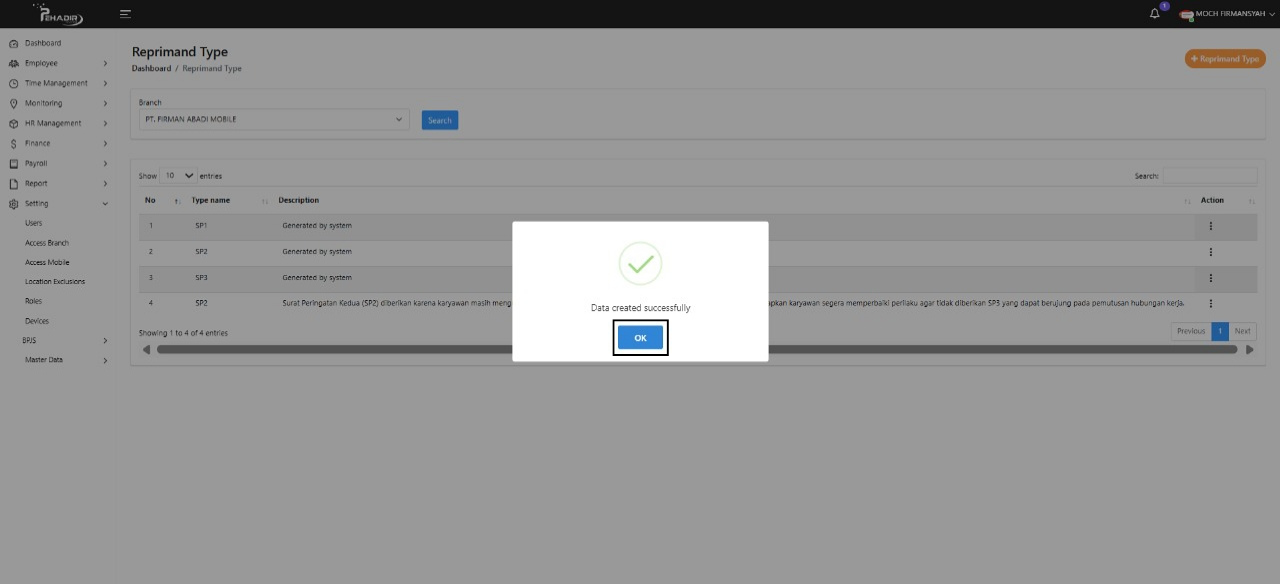 PEHADIR
1
MOCH FIRMANSYAH
Dashboard
Employee
Time Management
Monitoring
HR Management
Finance
Payroll
Report
Setting
Users
Access Branch
Access Mobile
Location Exclusions
Roles
Devices
BPJS
Master Data
Reprimand Type
Dashboard / Reprimand Type
+ Reprimand Type
Branch
PT. FIRMAN ABADI MOBILE
Search
Show 10 entries
Search:
No Type name Description Action
1 SP1 Generated by system
2 SP2 Generated by system
3 SP3 Generated by system
4 SP2 Surat Peringatan Kedua (SP2) diberikan karena karyawan masih karyawan segera memperbaiki perilaku agar tidak diberikan SP3 yang dapat berujung pada pemutusan hubungan kerja.
Showing 1 to 4 of 4 entries
Previous 1 Next
Data created successfully
OK